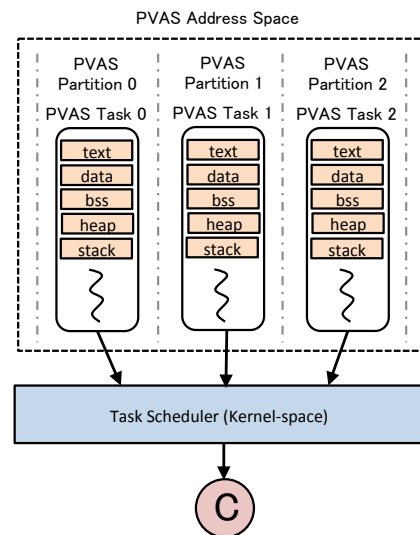 PVAS Address Space
PVAS Partition 0
PVAS Partition 1
PVAS Partition 2
PVAS Task 0
PVAS Task 1
PVAS Task 2
text
text
text
data
data
data
bss
bss
bss
heap
heap
heap
stack
stack
stack
Task Scheduler (Kernel-space)
C